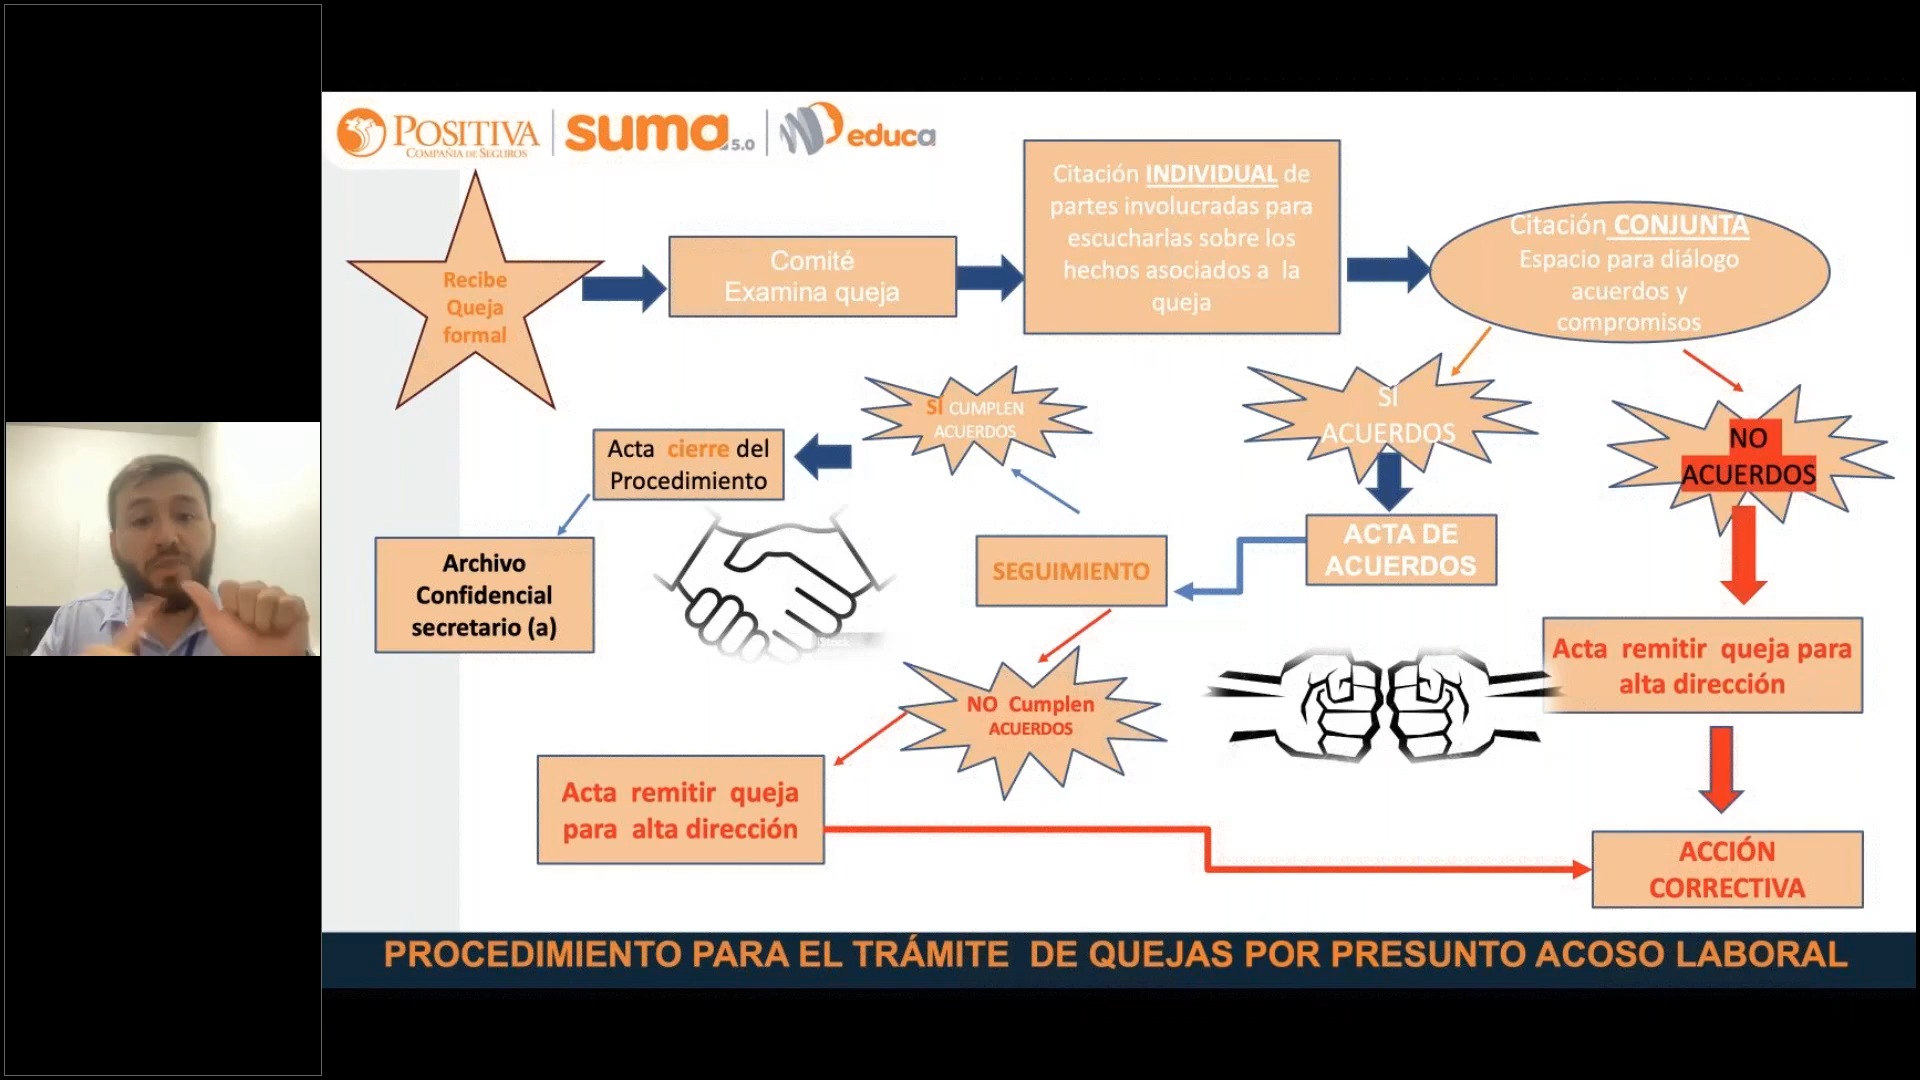 POSITIVA
COMPAÑÍA DE SEGUROS
suma 5.0
educa
Recibe
Queja
formal
Comité
Examina queja
Citación INDIVIDUAL de
partes involucradas para
escucharlas sobre los
hechos asociados a la
queja
Citación CONJUNTA
Espacio para diálogo
acuerdos y
compromisos
SÍ CUMPLEN
ACUERDOS
SÍ
ACUERDOS
NO
ACUERDOS
Acta cierre del
Procedimiento
Archivo
Confidencial
secretario (a)
iStock
SEGUIMIENTO
ACTA DE
ACUERDOS
Acta remitir queja para
alta dirección
NO Cumplen
ACUERDOS
Acta remitir queja
para alta dirección
ACCIÓN
CORRECTIVA
PROCEDIMIENTO PARA EL TRÁMITE DE QUEJAS POR PRESUNTO ACOSO LABORAL